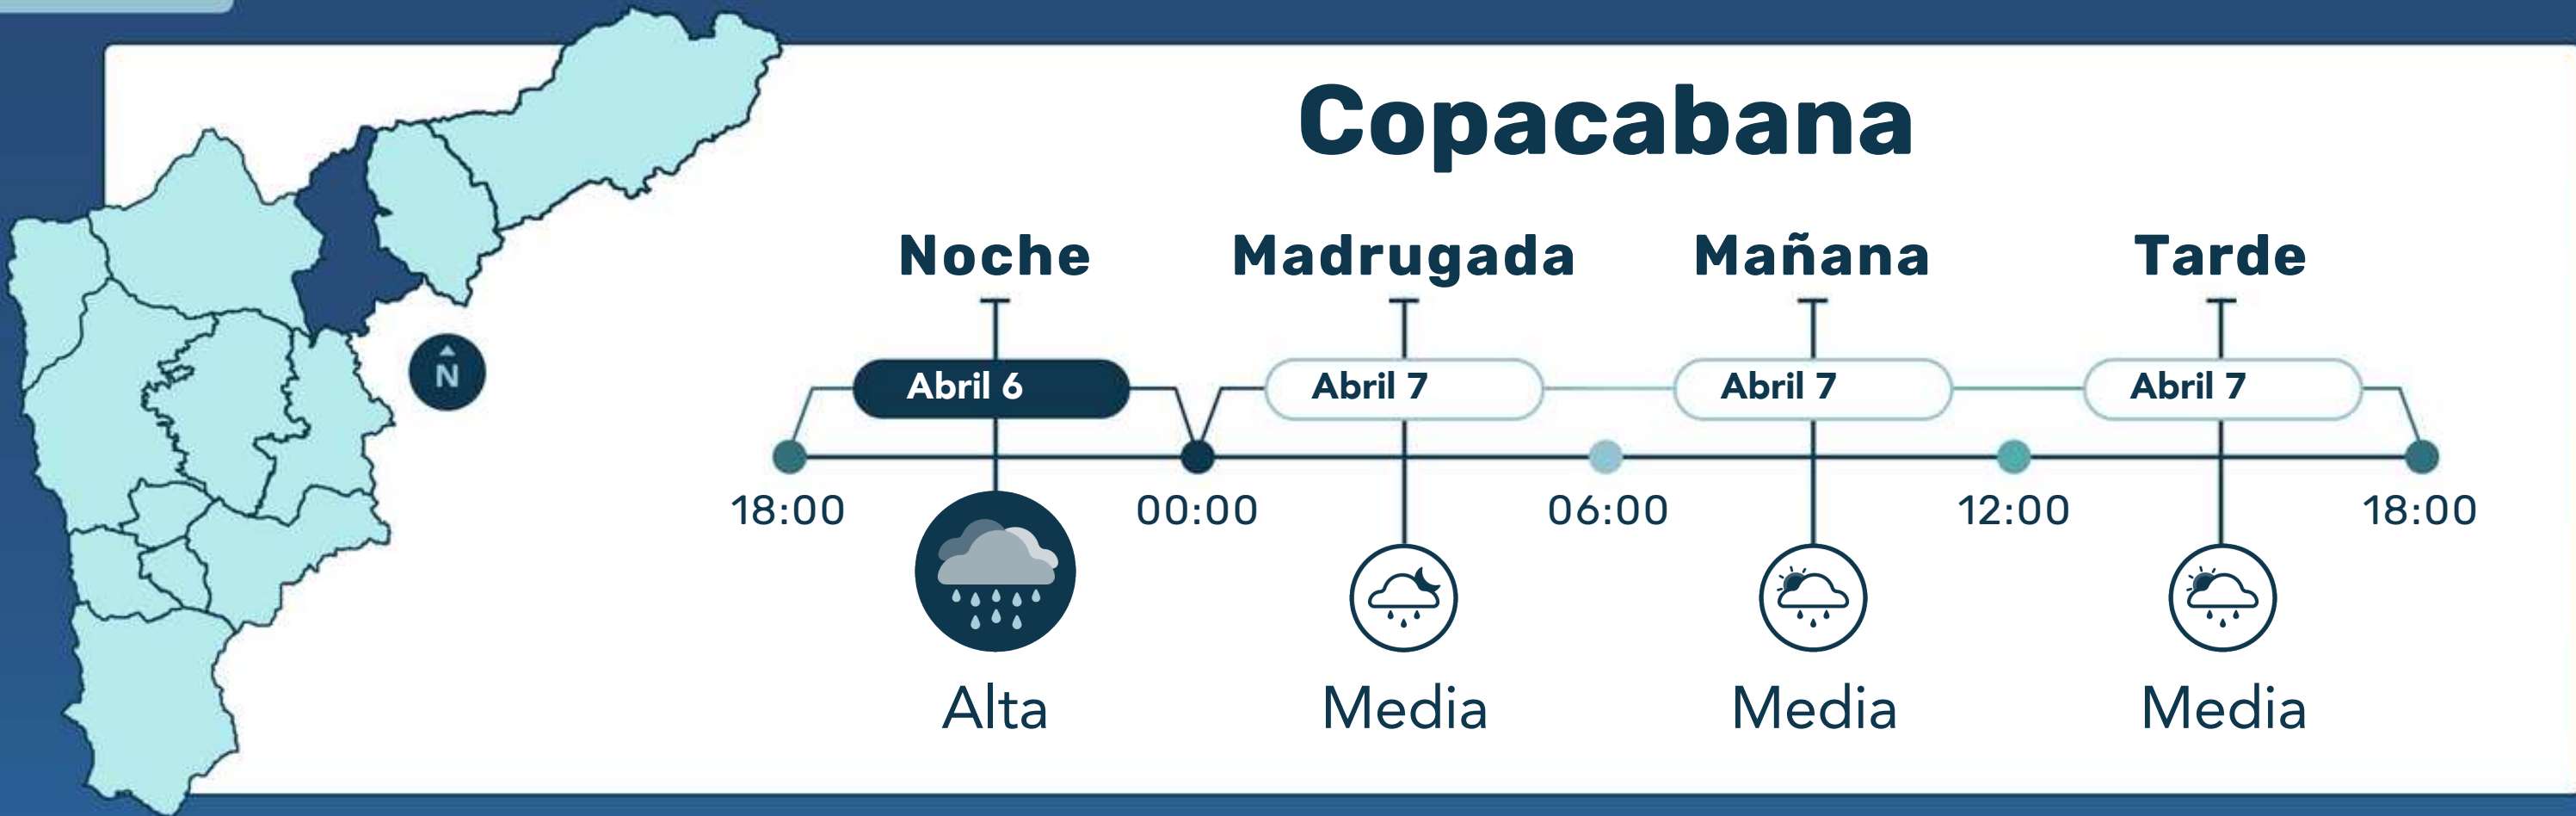 Copacabana
Noche Madrugada Mañana Tarde
Abril 6 Abril 7 Abril 7 Abril 7
N
18:00 00:00 06:00 12:00 18:00
Alta Media Media Media